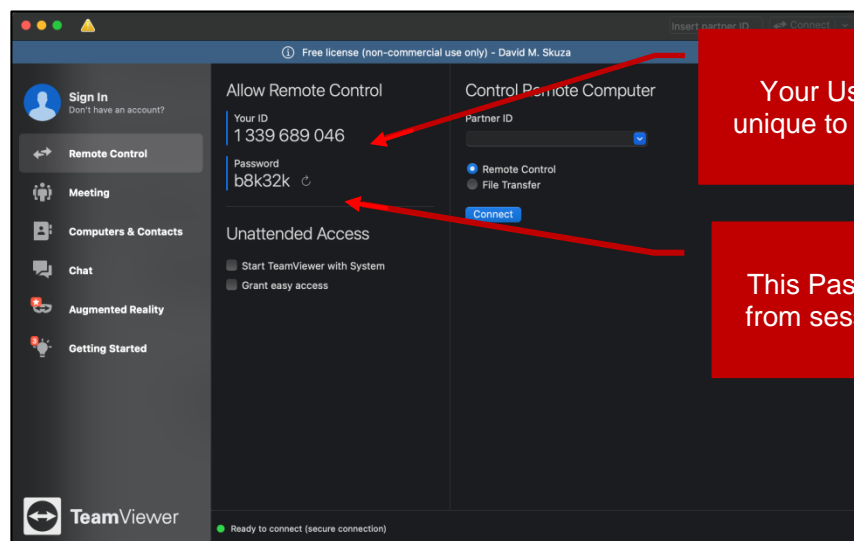 Insert partner ID
Connect
Free license (non-commercial use only) - David M. Skuza
Sign In
Don't have an account?
Remote Control
Meeting
Computers & Contacts
Chat
Augmented Reality
3
Getting Started
TeamViewer
Allow Remote Control
Your ID
1 339 689 046
Password
b8k32k
Unattended Access
Start TeamViewer with System
Grant easy access
Control Remote Computer
Partner ID
Remote Control
File Transfer
Connect
Ready to connect (secure connection)
Your Us
unique to
This Pas
from ses